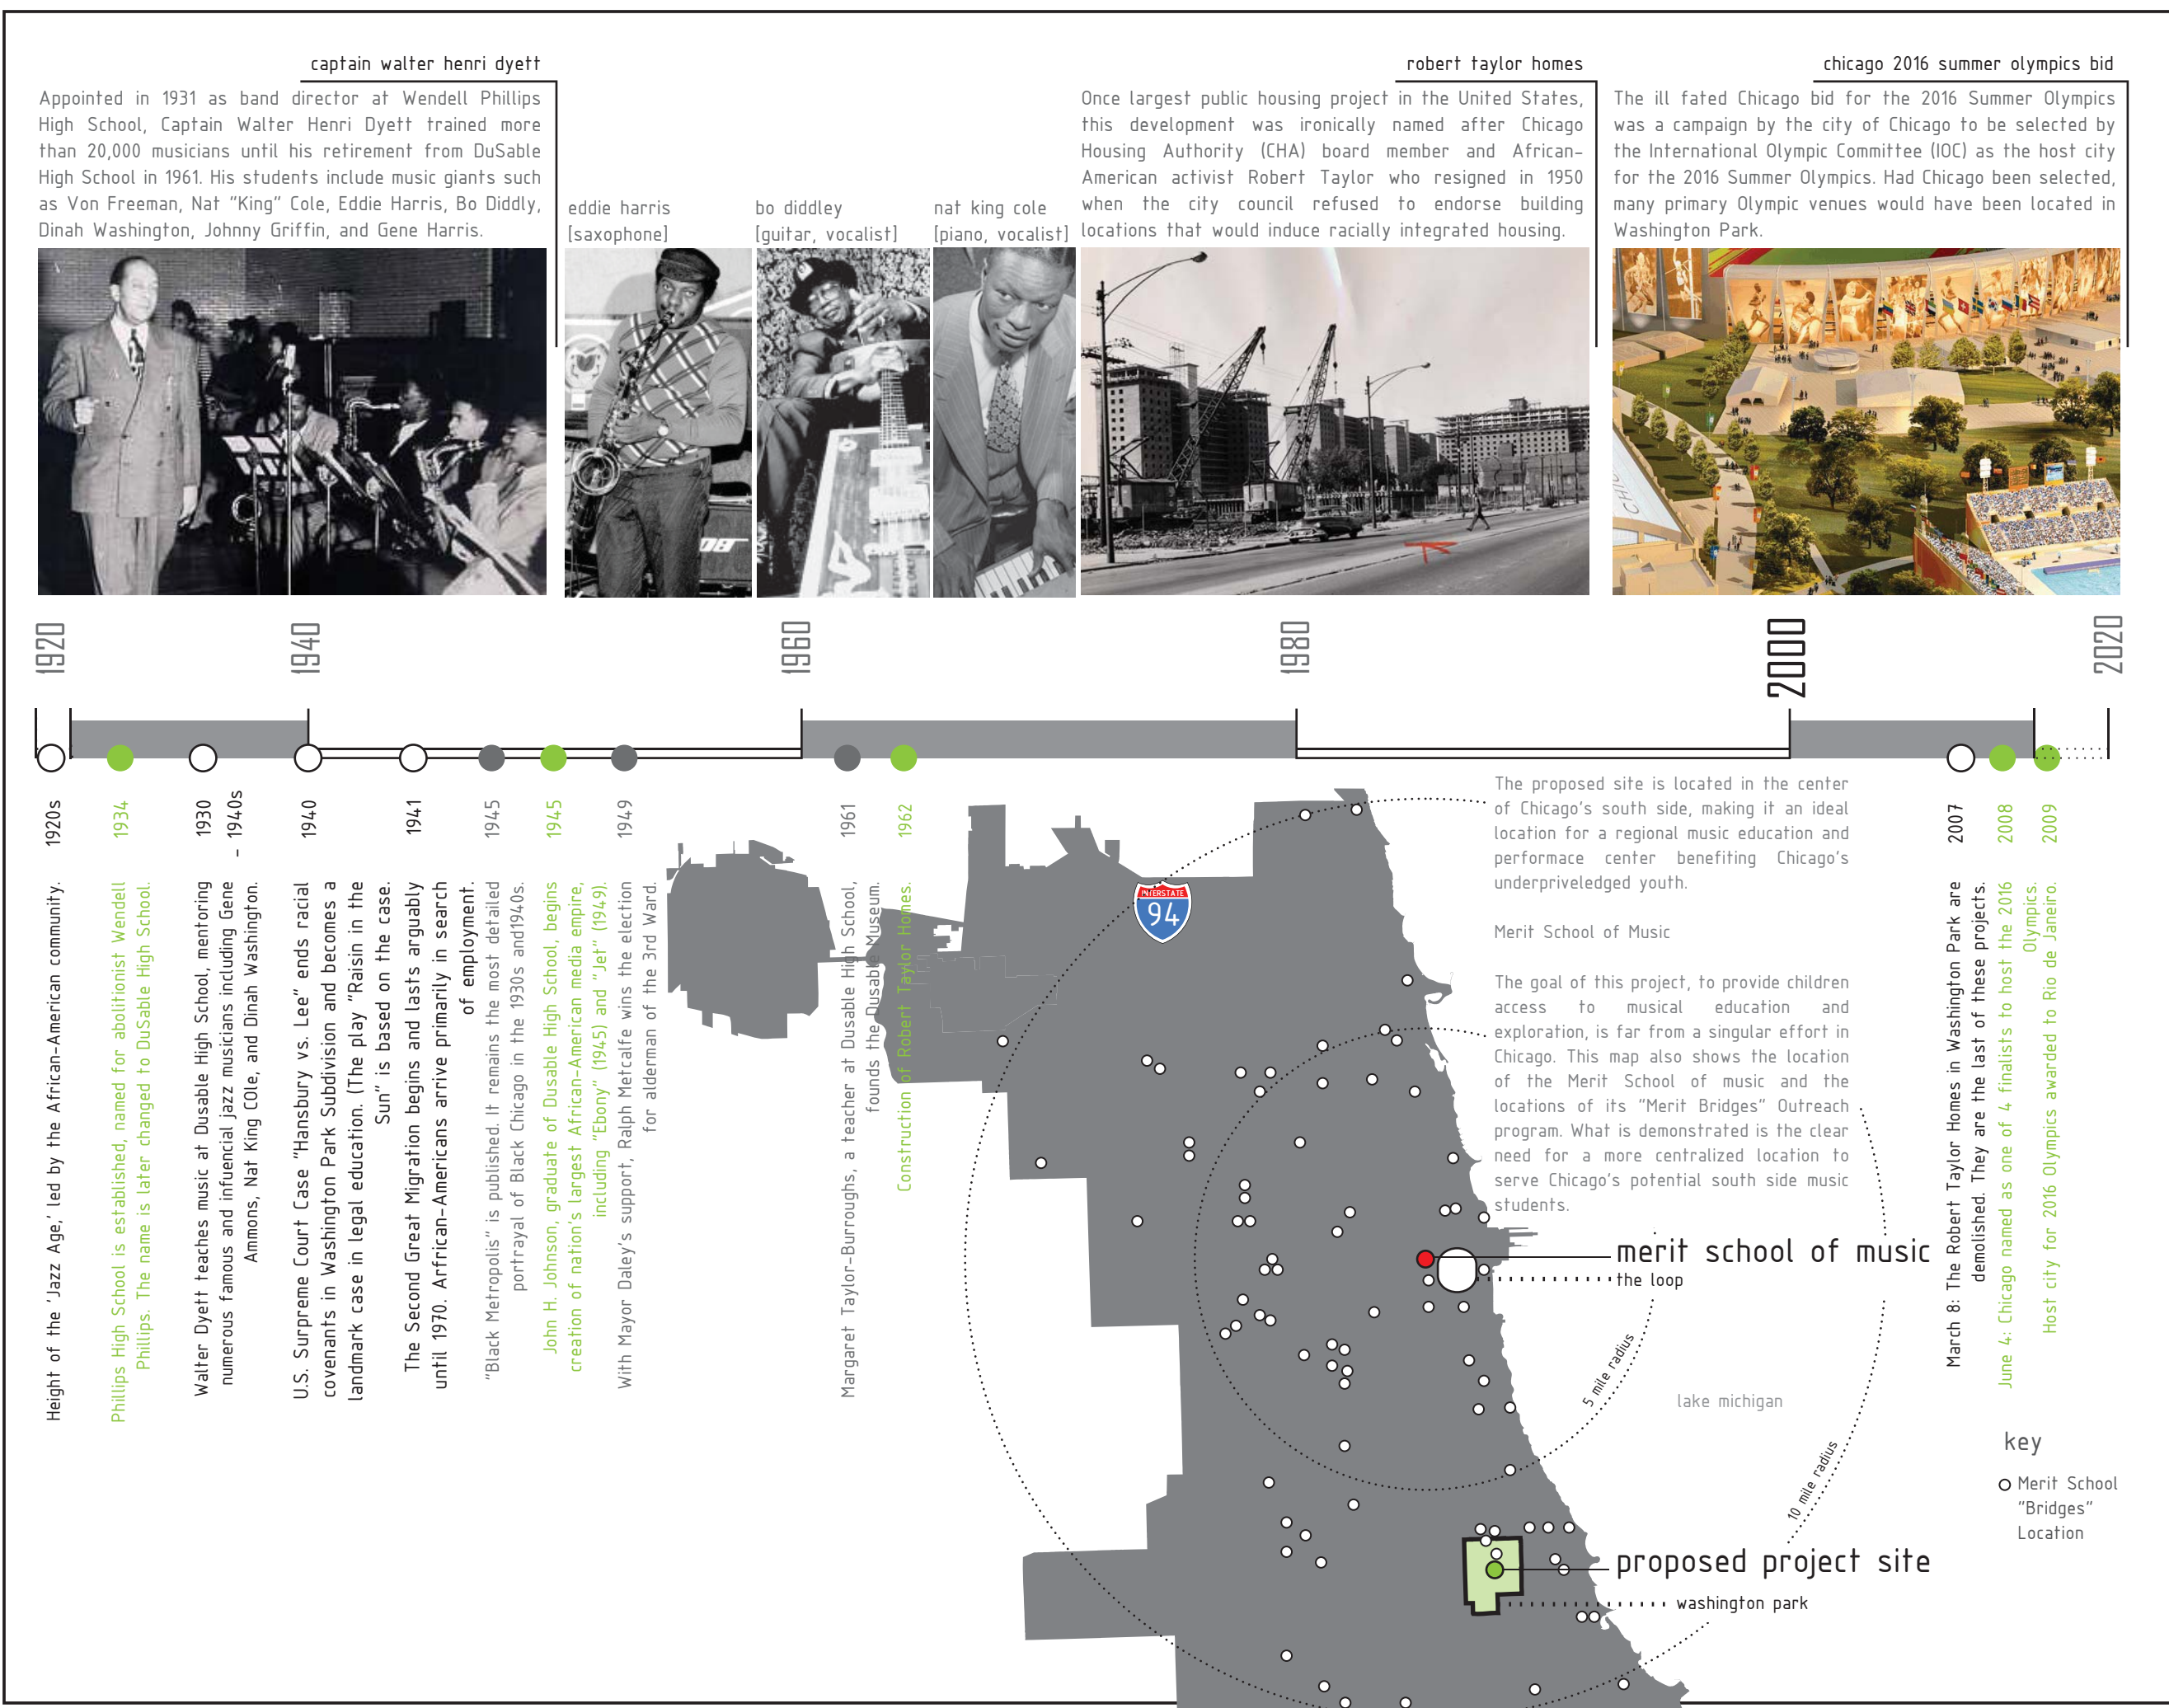 captain walter henri dyett
Appointed in 1931 as band director at Wendell Phillips
High School, Captain Walter Henri Dyett trained more
than 20,000 musicians until his retirement from DuSable
High School in 1961. His students include music giants such
as Von Freeman, Nat "King" Cole, Eddie Harris, Bo Diddly,
Dinah Washington, Johnny Griffin, and Gene Harris.
eddie harris
[saxophone]
bo diddley
[guitar, vocalist]
nat king cole
[piano, vocalist]
robert taylor homes
Once largest public housing project in the United States,
this development was ironically named after Chicago
Housing Authority (CHA) board member and African-
American activist Robert Taylor who resigned in 1950
when the city council refused to endorse building
locations that would induce racially integrated housing.
chicago 2016 summer olympics bid
The ill fated Chicago bid for the 2016 Summer Olympics
was a campaign by the city of Chicago to be selected by
the International Olympic Committee (IOC) as the host city
for the 2016 Summer Olympics. Had Chicago been selected,
many primary Olympic venues would have been located in
Washington Park.
1920
1940
1960
1980
2000
2020
1920s
Height of the 'Jazz Age,' led by the African-American community.
1934
Phillips High School is established, named for abolitionist Wendell
Phillips. The name is later changed to DuSable High School.
1930
- 1940s
Walter Dyett teaches music at Dusable High School, mentoring
numerous famous and infuencial jazz musicians including Gene
Ammons, Nat King COle, and Dinah Washington.
1940
U.S. Surpreme Court Case "Hansbury vs. Lee" ends racial
covenants in Washington Park Subdivision and becomes a
landmark case in legal education. (The play "Raisin in the
Sun" is based on the case.
1941
The Second Great Migration begins and lasts arguably
until 1970. Arfrican-Americans arrive primarily in search
of employment.
1945
"Black Metropolis" is published. It remains the most detailed
portrayal of Black Chicago in the 1930s and1940s.
1945
John H. Johnson, graduate of Dusable High School, begins
creation of nation's largest African-American media empire,
including "Ebony" (1945) and "Jet" (1949).
1949
With Mayor Daley's support, Ralph Metcalfe wins the election
for alderman of the 3rd Ward.
1961
Margaret Taylor-Burroughs, a teacher at Dusable High School,
founds the Dusable Museum.
1962
Construction of Robert Taylor Homes.
INTERSTATE
94
The proposed site is located in the center
of Chicago's south side, making it an ideal
location for a regional music education and
performace center benefiting Chicago's
underpriveledged youth.
Merit School of Music
The goal of this project, to provide children
access to musical education and
exploration, is far from a singular effort in
Chicago. This map also shows the location
of the Merit School of music and the
locations of its "Merit Bridges" Outreach
program. What is demonstrated is the clear
need for a more centralized location to
serve Chicago's potential south side music
students.
merit school of music
the loop
5 mile radius
lake michigan
10 mile radius
proposed project site
washington park
2007
March 8: The Robert Taylor Homes in Washington Park are
demolished. They are the last of these projects.
2008
June 4: Chicago named as one of 4 finalists to host the 2016
Olympics.
2009
Host city for 2016 Olympics awarded to Rio de Janeiro.
key
Merit School
"Bridges"
Location